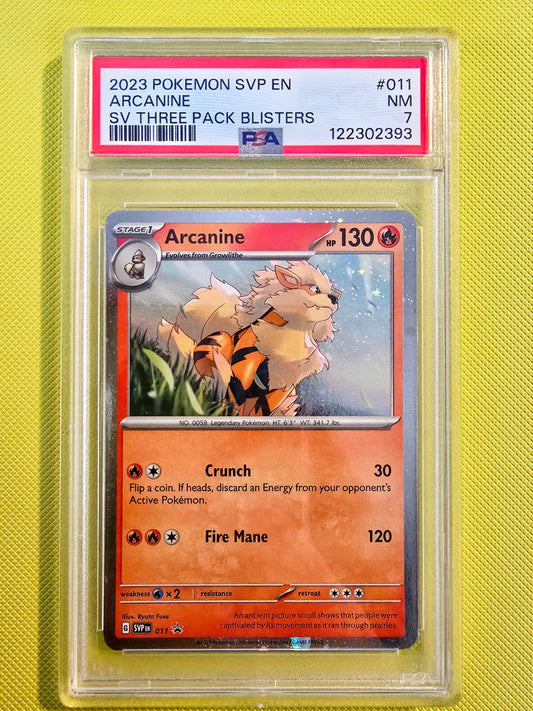 2023 POKEMON SVP EN #011
ARCANINE NM
SV THREE PACK BLISTERS 7
PSA 122302393
STAGE 1 Arcanine HP 130
Evolves from Growlithe
NO. 0059 Legendary Pokémon HT: 6'3" WT: 341.7 lbs.
Crunch 30
Flip a coin. If heads, discard an Energy from your opponent's
Active Pokémon.
Fire Mane 120
weakness ×2 resistance retreat
Illus. Ryuta Fuse
An ancient picture scroll shows that people were
captivated by its movement as it ran through prairies.
G SVP EN 011